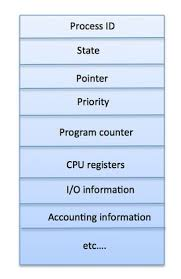 Process ID
State
Pointer
Priority
Program counter
CPU registers
I/O information
Accounting information
etc....